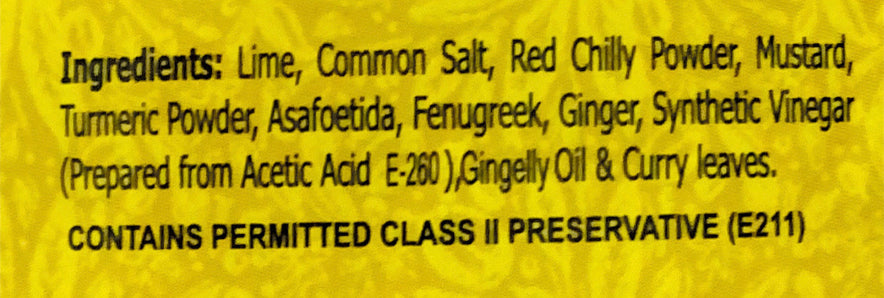 Ingredients: Lime, Common Salt, Red Chilly Powder, Mustard,
Turmeric Powder, Asafoetida, Fenugreek, Ginger, Synthetic Vinegar
(Prepared from Acetic Acid E-260),Gingelly Oil & Curry leaves.
CONTAINS PERMITTED CLASS II PRESERVATIVE (E211)